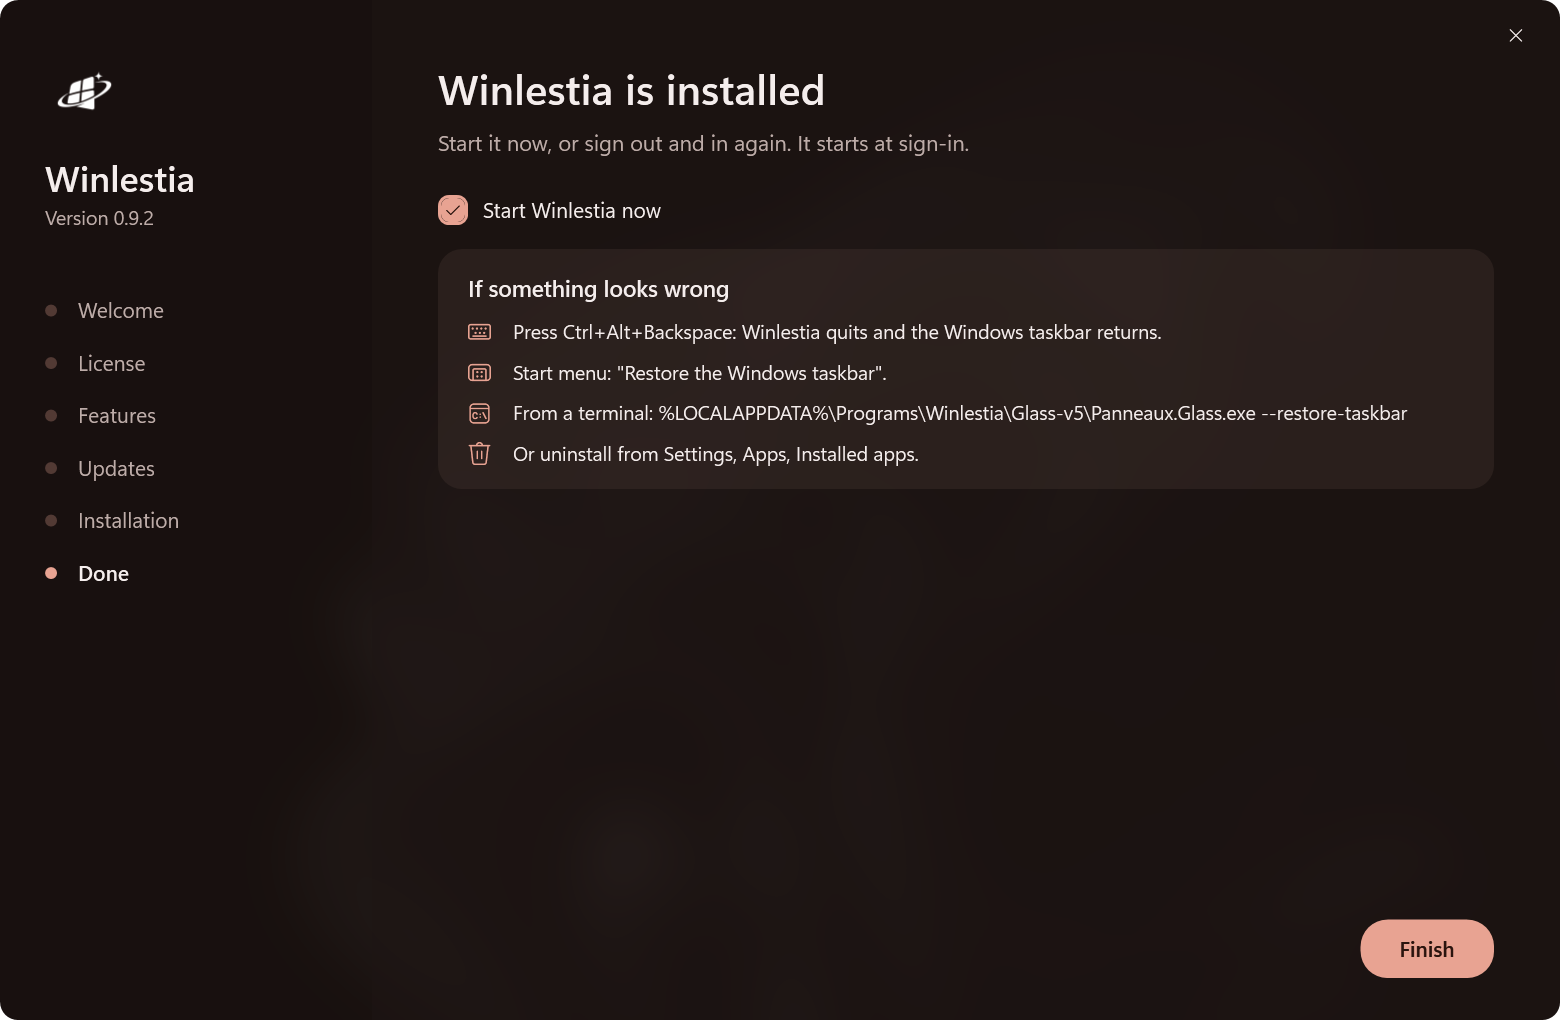 Winlestia
Version 0.9.2
Welcome
License
Features
Updates
Installation
Done
Winlestia is installed
Start it now, or sign out and in again. It starts at sign-in.
Start Winlestia now
If something looks wrong
Press Ctrl+Alt+Backspace: Winlestia quits and the Windows taskbar returns.
Start menu: "Restore the Windows taskbar".
From a terminal: %LOCALAPPDATA%\Programs\Winlestia\Glass-v5\Panneaux.Glass.exe --restore-taskbar
Or uninstall from Settings, Apps, Installed apps.
Finish